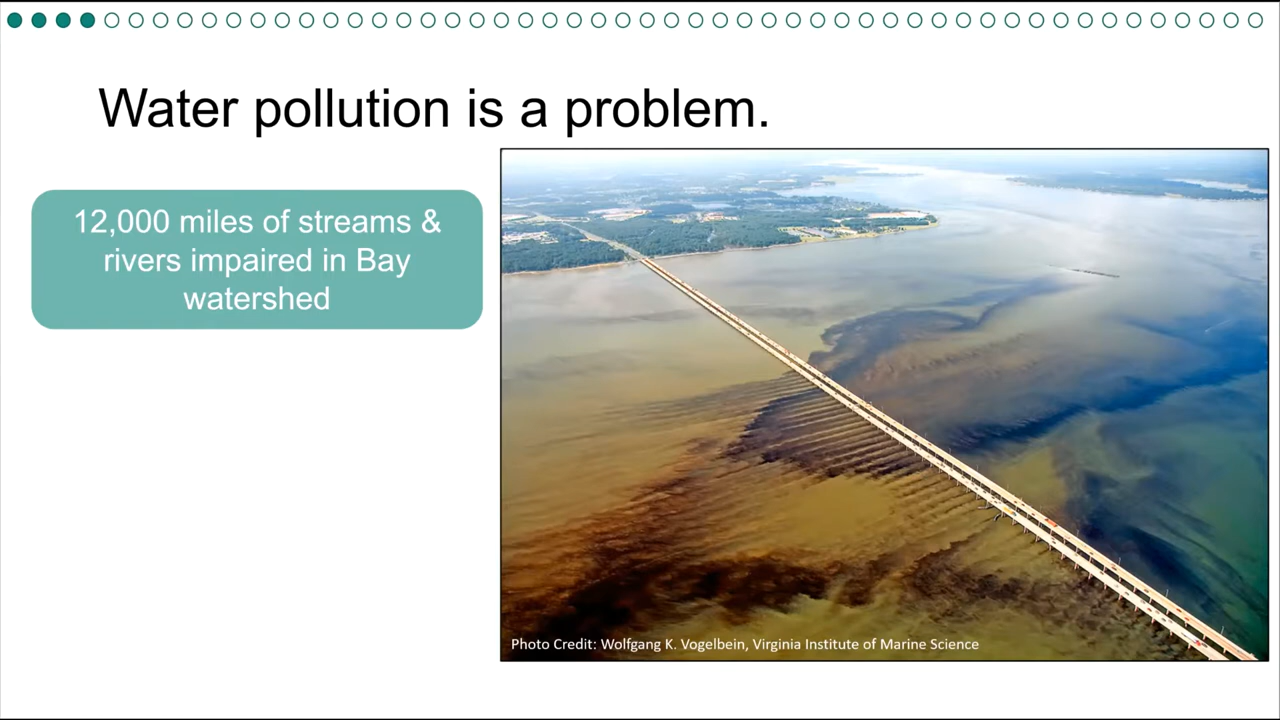 Water pollution is a problem.
12,000 miles of streams &
rivers impaired in Bay
watershed
Photo Credit: Wolfgang K. Vogelbein, Virginia Institute of Marine Science